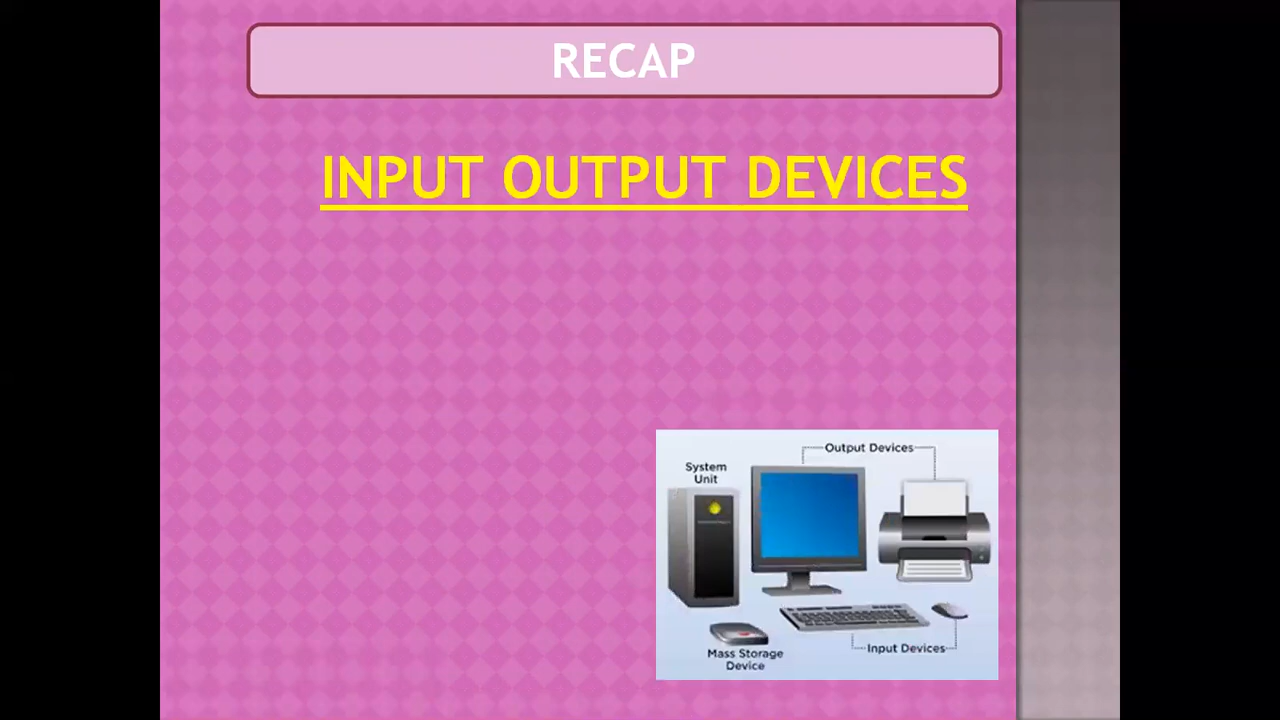 RECAP
INPUT OUTPUT DEVICES
Output Devices
System
Unit
Mass Storage
Device
Input Devices